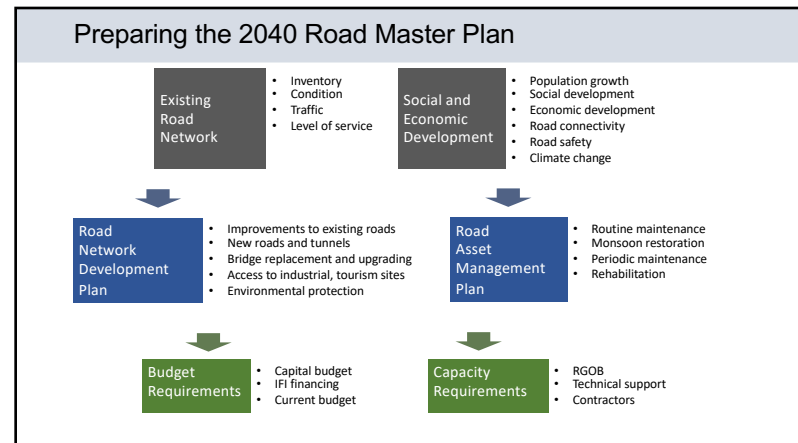 Preparing the 2040 Road Master Plan
Existing
Road
Network
• Inventory
• Condition
• Traffic
• Level of service
Social and
Economic
Development
• Population growth
• Social development
• Economic development
• Road connectivity
• Road safety
• Climate change
Road
Network
Development
Plan
• Improvements to existing roads
• New roads and tunnels
• Bridge replacement and upgrading
• Access to industrial, tourism sites
• Environmental protection
Road
Asset
Management
Plan
• Routine maintenance
• Monsoon restoration
• Periodic maintenance
• Rehabilitation
Budget
Requirements
• Capital budget
• IFI financing
• Current budget
Capacity
Requirements
• RGOB
• Technical support
• Contractors